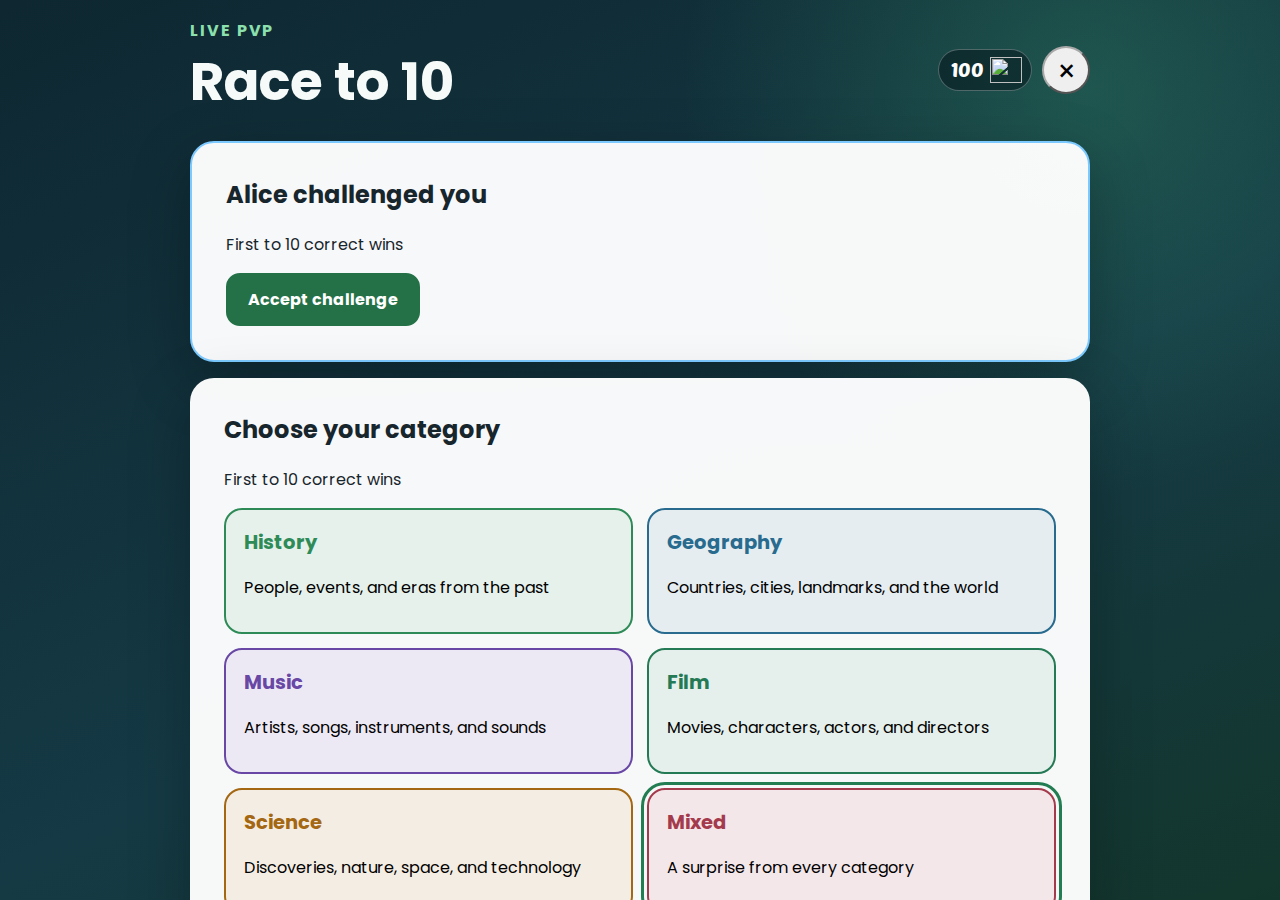 LIVE PVP
Race to 10
100
×
Alice challenged you
First to 10 correct wins
Accept challenge
Choose your category
First to 10 correct wins
History
People, events, and eras from the past
Geography
Countries, cities, landmarks, and the world
Music
Artists, songs, instruments, and sounds
Film
Movies, characters, actors, and directors
Science
Discoveries, nature, space, and technology
Mixed
A surprise from every category